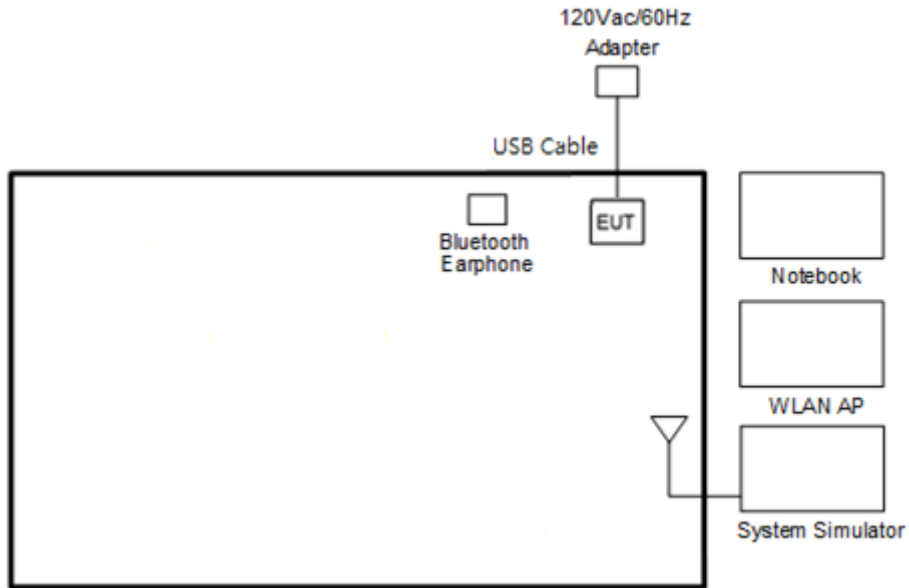 120Vac/60Hz
Adapter
USB Cable
EUT
Bluetooth
Earphone
Notebook
WLAN AP
System Simulator